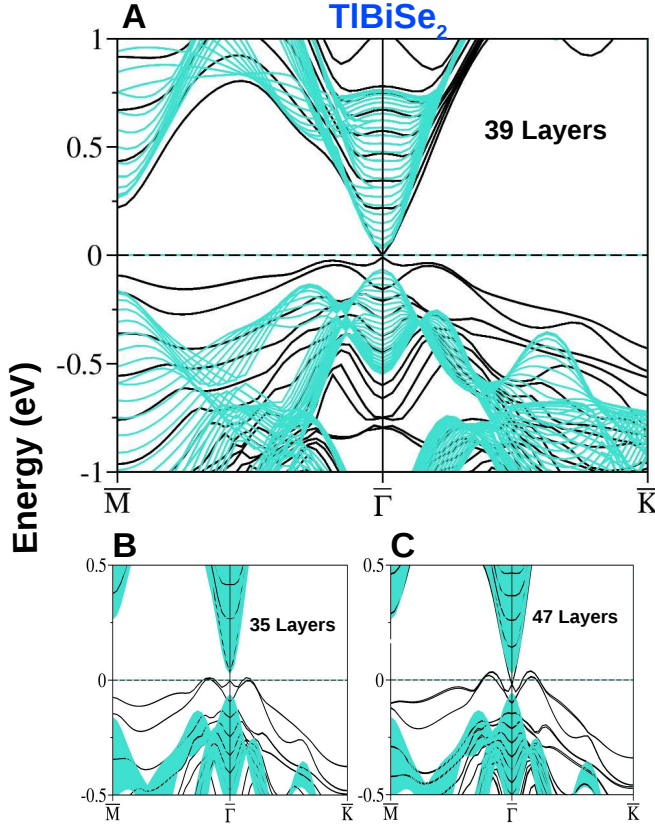 A TlBiSe₂
1
0.5
0
-0.5
-1
39 Layers
Energy (eV)
M̅ Γ̅ K̅
B
0.5
0
-0.5
35 Layers
M̅ Γ̅ K̅
C
0.5
0
-0.5
47 Layers
M̅ Γ̅ K̅